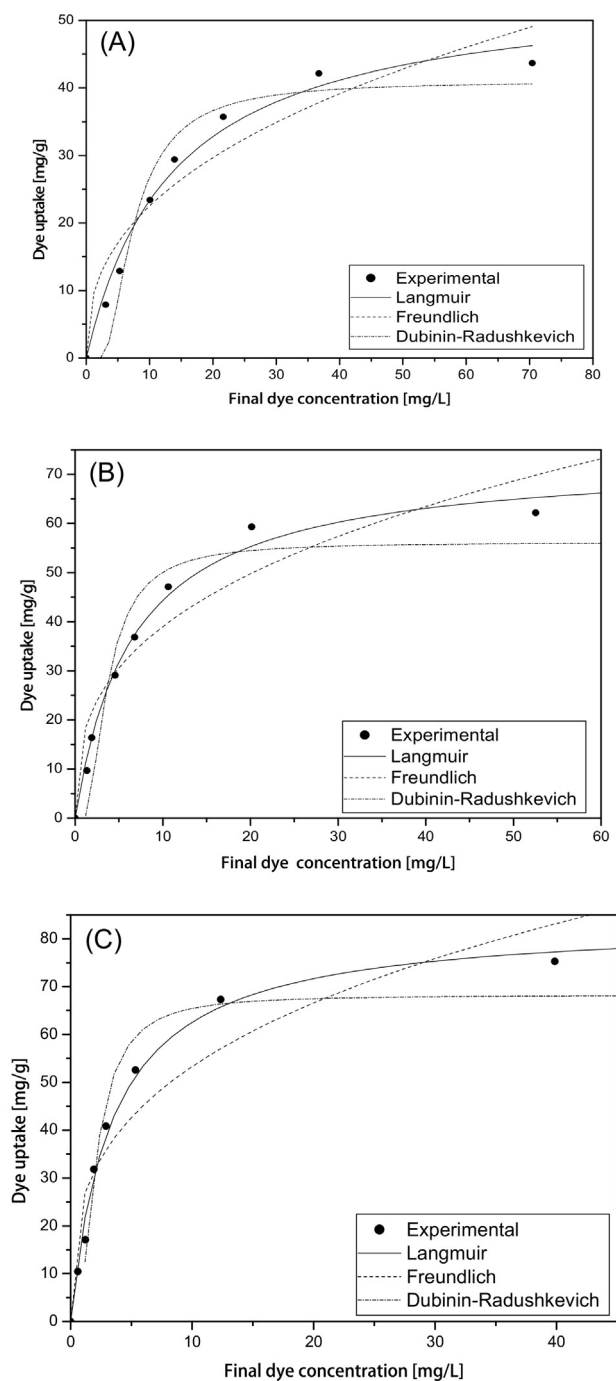 (A)
50
40
30
20
10
0
Dye uptake [mg/g]
Experimental
Langmuir
Freundlich
Dubinin-Radushkevich
0 10 20 30 40 50 60 70 80
Final dye concentration [mg/L]
(B)
70
60
50
40
30
20
10
0
Dye uptake [mg/g]
Experimental
Langmuir
Freundlich
Dubinin-Radushkevich
0 10 20 30 40 50 60
Final dye concentration [mg/L]
(C)
80
70
60
50
40
30
20
10
0
Dye uptake [mg/g]
Experimental
Langmuir
Freundlich
Dubinin-Radushkevich
0 10 20 30 40
Final dye concentration [mg/L]